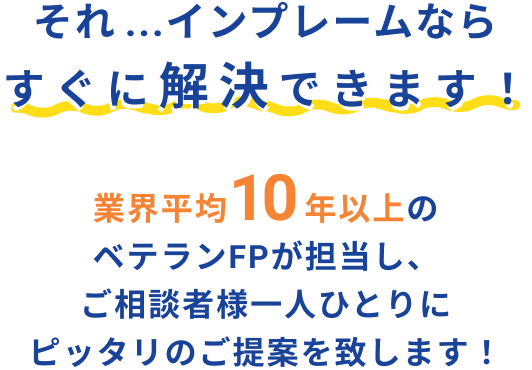 それ…インプレームなら
すぐに解決できます！
業界平均10年以上の
ベテランFPが担当し、
ご相談者様一人ひとりに
ピッタリのご提案を致します！